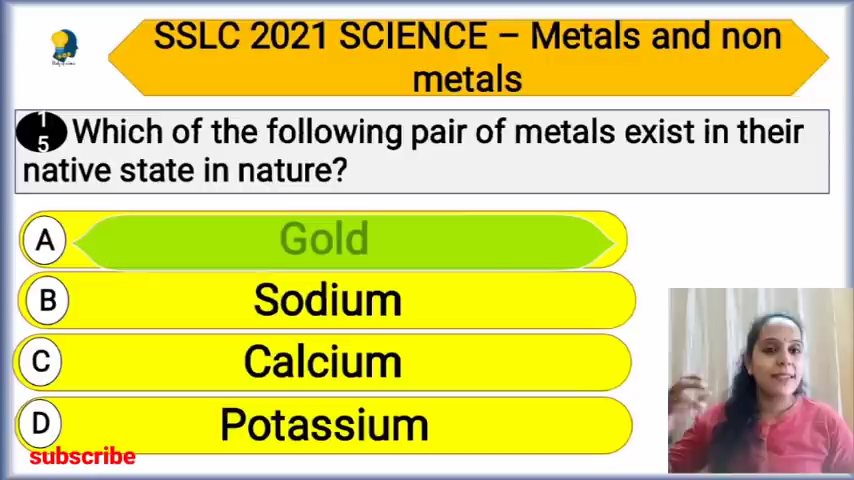 SSLC 2021 SCIENCE – Metals and non
metals
15 Which of the following pair of metals exist in their
native state in nature?
A Gold
B Sodium
C Calcium
D Potassium
subscribe